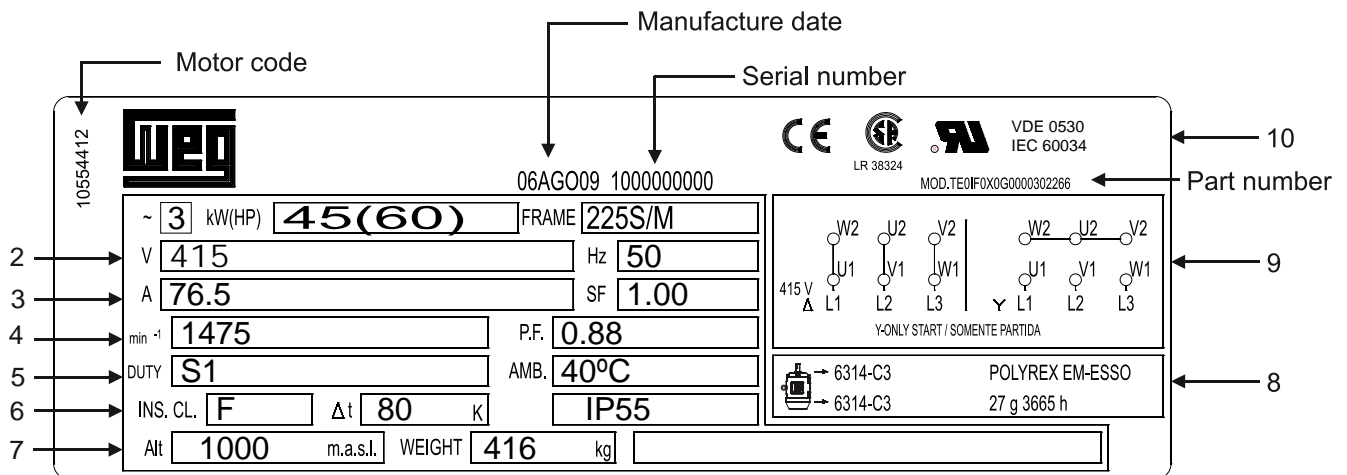 Manufacture date
Motor code
Serial number
10554412
WEG
CE SA LR 38324 RU VDE 0530
IEC 60034
10
06AGO09 1000000000
MOD.TE0IF0X0G0000302266
Part number
~ 3 kW(HP) 45(60) FRAME 225S/M
2 V 415 Hz 50
3 A 76.5 SF 1.00
4 min -1 1475 P.F. 0.88
5 DUTY S1 AMB. 40ºC
6 INS. CL. F Δt 80 K IP55
7 Alt 1000 m.a.s.l. WEIGHT 416 kg
W2 U2 V2 W2 U2 V2
U1 V1 W1 U1 V1 W1
9
415 V
Δ L1 L2 L3 Y L1 L2 L3
Y-ONLY START / SOMENTE PARTIDA
6314-C3 POLYREX EM-ESSO
8
6314-C3 27 g 3665 h